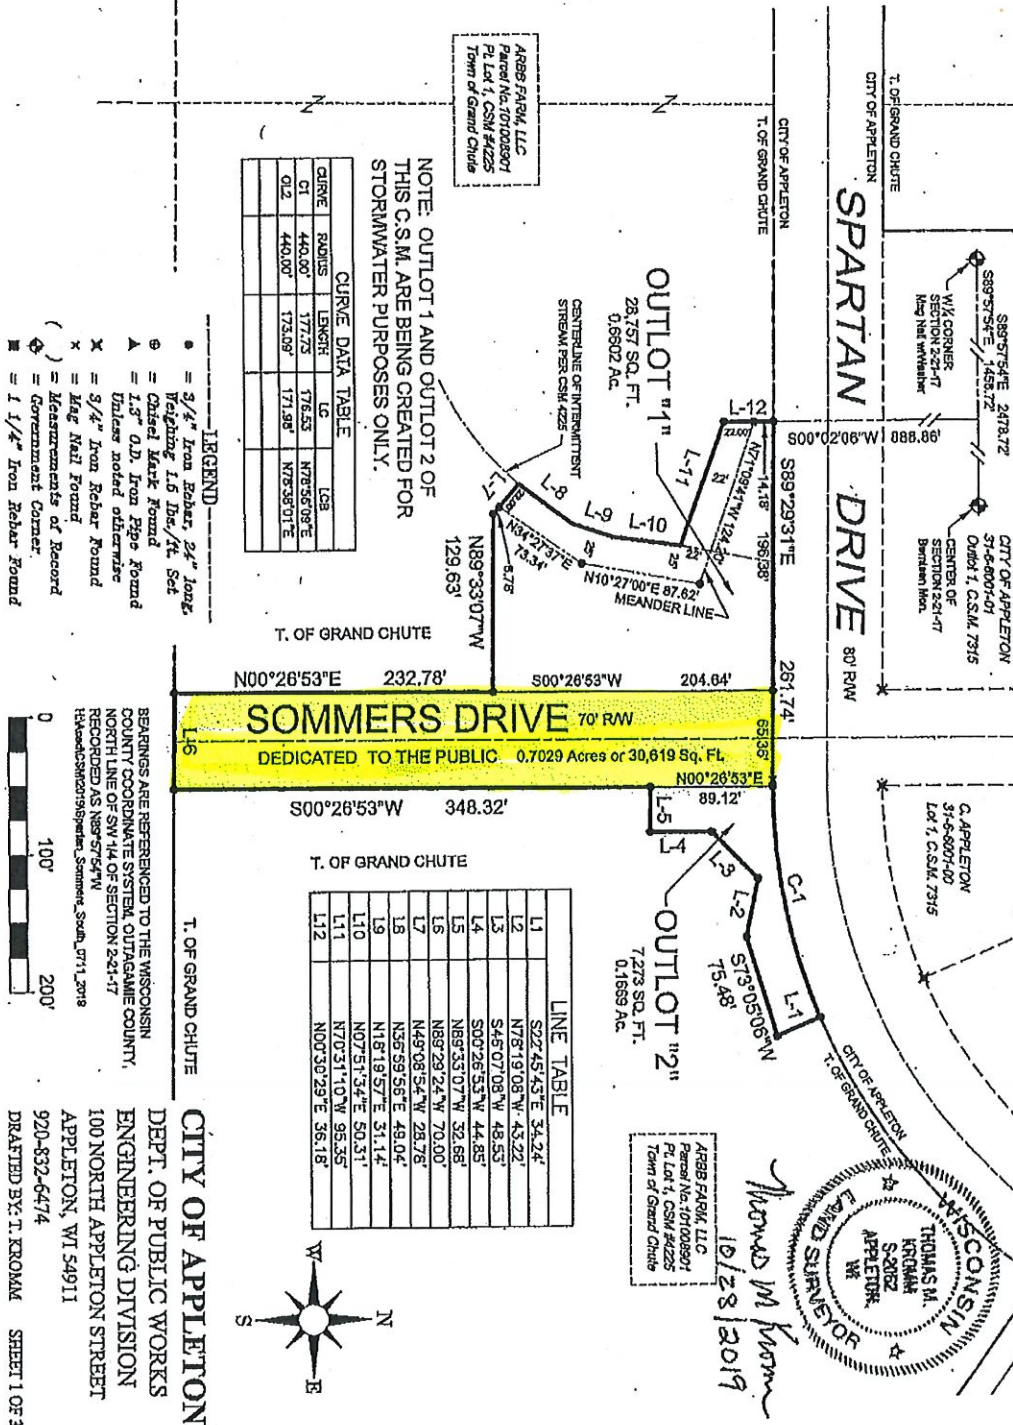 T. OF GRAND CHUTE
CITY OF APPLETON
SPARTAN DRIVE 80' R/W
CITY OF APPLETON
T. OF GRAND CHUTE
S89°57'54"E 2478.72'
S89°57'54"E 1458.72'
W¼ CORNER
SECTION 2-21-17
Mag Nail w/Washer
CENTER OF
SECTION 2-21-17
Berntsen Mon.
CITY OF APPLETON
31-6-6001-01
Outlot 1, C.S.M. 7315
C. APPLETON
31-6-6001-00
Lot 1, C.S.M. 7315
S00°02'06"W 888.86'
S89°29'31"E 261.74'
196.38'
65.36'
14.18'
ARBB FARM, LLC
Parcel No. 101008901
Pt. Lot 1, CSM #4225
Town of Grand Chute
OUTLOT "1"
28,757 SQ. FT.
0.6602 Ac.
CENTERLINE OF INTERMITTENT
STREAM PER CSM 4225
L-12
L-11
L-10
L-9
L-8
L-7
22'
N10°27'00"E 87.62'
MEANDER LINE
N34°27'37"E
73.34'
5.78'
N89°33'07"W
129.63'
NOTE: OUTLOT 1 AND OUTLOT 2 OF
THIS C.S.M. ARE BEING CREATED FOR
STORMWATER PURPOSES ONLY.
CURVE DATA TABLE
CURVE RADIUS LENGTH LC LCB
C1 440.00' 177.73' 176.53' N78°56'09"E
OL2 440.00' 173.09' 171.98' N78°38'01"E
T. OF GRAND CHUTE
N00°26'53"E 232.78'
S00°26'53"W 204.64'
SOMMERS DRIVE 70' R/W
DEDICATED TO THE PUBLIC 0.7029 Acres or 30,619 Sq. Ft.
L-6
N00°26'53"E
89.12'
S00°26'53"W 348.32'
T. OF GRAND CHUTE
L-5
L-4
L-3
L-2
L-1
C-1
S73°05'06"W
75.48'
OUTLOT "2"
7,273 SQ. FT.
0.1669 Ac.
CITY OF APPLETON
T. OF GRAND CHUTE
ARBB FARM, LLC
Parcel No. 101008901
Pt. Lot 1, CSM #4225
Town of Grand Chute
LINE TABLE
L1 S22°45'43"E 34.24'
L2 N78°19'08"W 43.22'
L3 S45°07'08"W 48.53'
L4 S00°26'53"W 44.85'
L5 N89°33'07"W 32.68'
L6 N89°29'24"W 70.00'
L7 N49°08'54"W 28.78'
L8 N36°59'56"E 49.04'
L9 N18°19'57"E 31.14'
L10 N07°51'34"E 50.31'
L11 N70°31'10"W 95.35'
L12 N00°30'29"E 36.18'
LEGEND
● = 3/4" Iron Rebar, 24" long,
Weighing 1.5 lbs./ft. Set
⊕ = Chisel Mark Found
▲ = 1.3" O.D. Iron Pipe Found
Unless noted otherwise
X = 3/4" Iron Rebar Found
x = Mag Nail Found
( ) = Measurements of Record
= Government Corner
■ = 1 1/4" Iron Rebar Found
0 100' 200'
BEARINGS ARE REFERENCED TO THE WISCONSIN
COUNTY COORDINATE SYSTEM, OUTAGAMIE COUNTY,
NORTH LINE OF SW 1/4 OF SECTION 2-21-17
RECORDED AS N89°57'54"W
T. OF GRAND CHUTE
CITY OF APPLETON
DEPT. OF PUBLIC WORKS
ENGINEERING DIVISION
100 NORTH APPLETON STREET
APPLETON, WI 54911
920-832-6474
DRAFTED BY: T. KROMM SHEET 1 OF 3
N
W
E
S
WISCONSIN
THOMAS M.
KROMM
S-2062
APPLETON,
WI
LAND SURVEYOR
Thomas M Kromm
10/28/2019